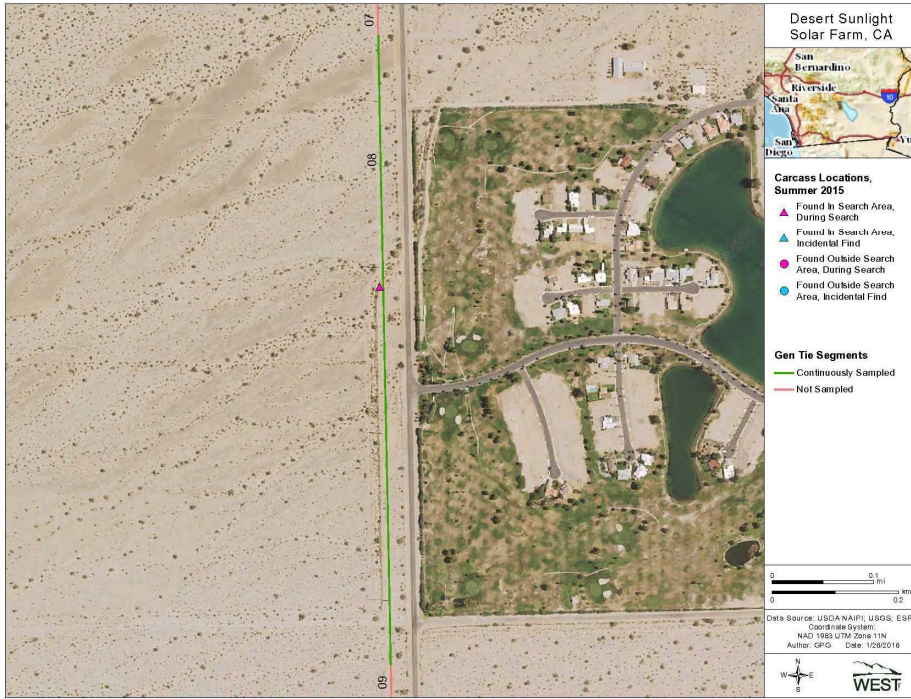 07
08
09
Desert Sunlight
Solar Farm, CA
San
Bernardino
Riverside
10
Santa
Ana
San
Diego
Yu
Carcass Locations,
Summer 2015
Found In Search Area,
During Search
Found In Search Area,
Incidental Find
Found Outside Search
Area, During Search
Found Outside Search
Area, Incidental Find
Gen Tie Segments
Continuously Sampled
Not Sampled
0 0.1
mi
km
0 0.2
Data Source: USDA NAIPI; USGS; ESR
Coordinate System:
NAD 1983 UTM Zone 11N
Author: GPG Date: 1/26/2016
N
W E
S
WEST